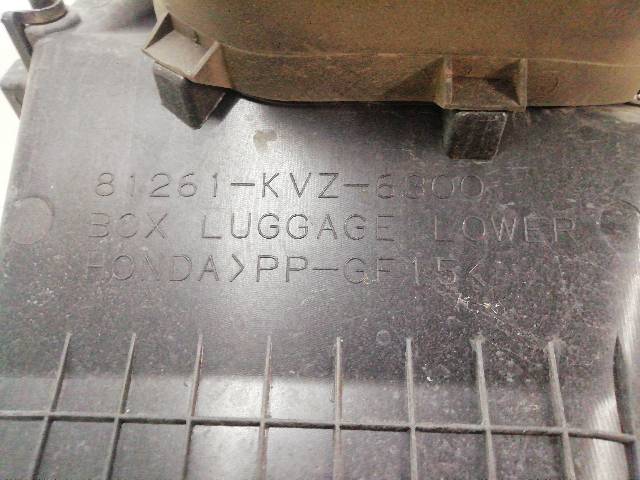 81261-KVZ-6300
BOX LUGGAGE LOWER
HONDA>PP-GF15<